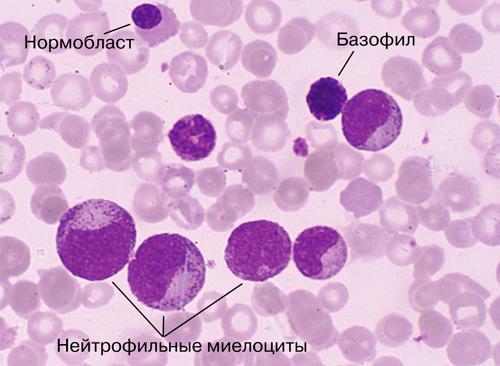 Нормобласт
Базофил
Нейтрофильные миелоциты